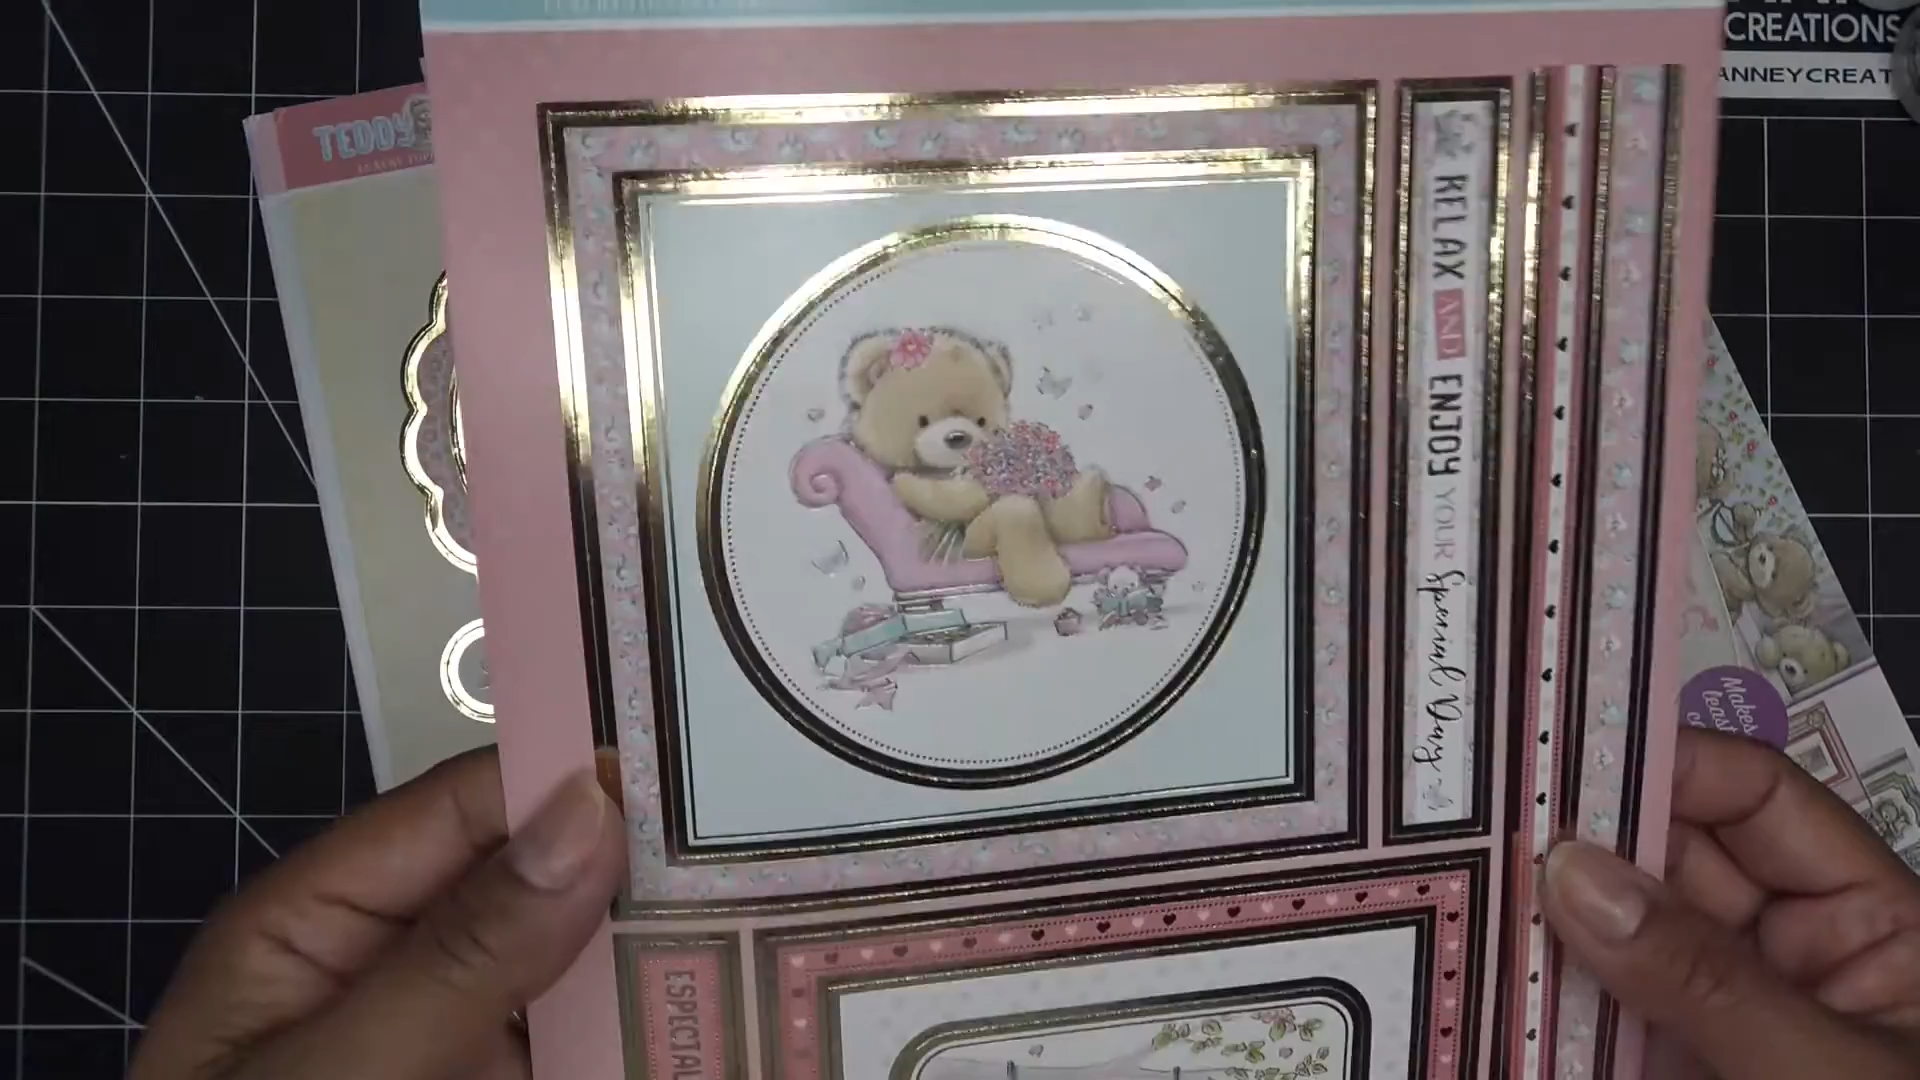 CREATIONS
ANNEYCREAT
TEDDY
RELAX AND ENJOY YOUR Special Day
Makes
least
ESPECIAL